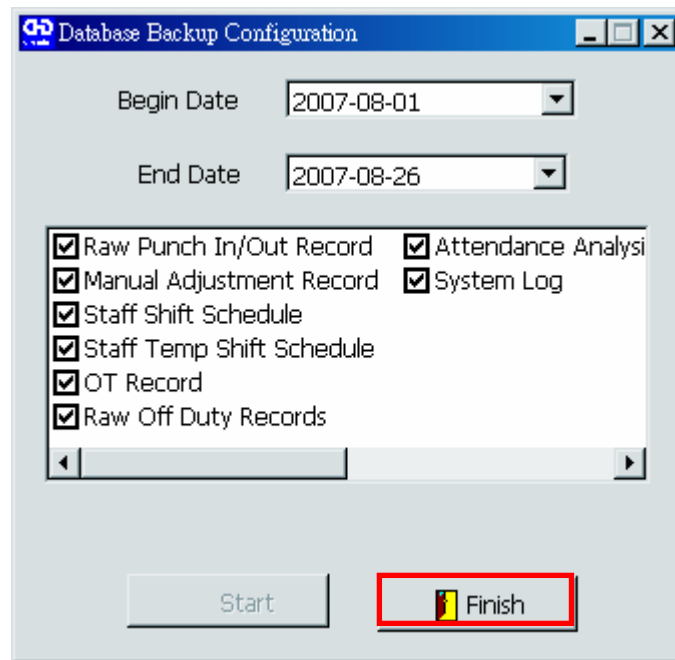 Database Backup Configuration
Begin Date 2007-08-01
End Date 2007-08-26
Raw Punch In/Out Record Attendance Analysi
Manual Adjustment Record System Log
Staff Shift Schedule
Staff Temp Shift Schedule
OT Record
Raw Off Duty Records
Start Finish